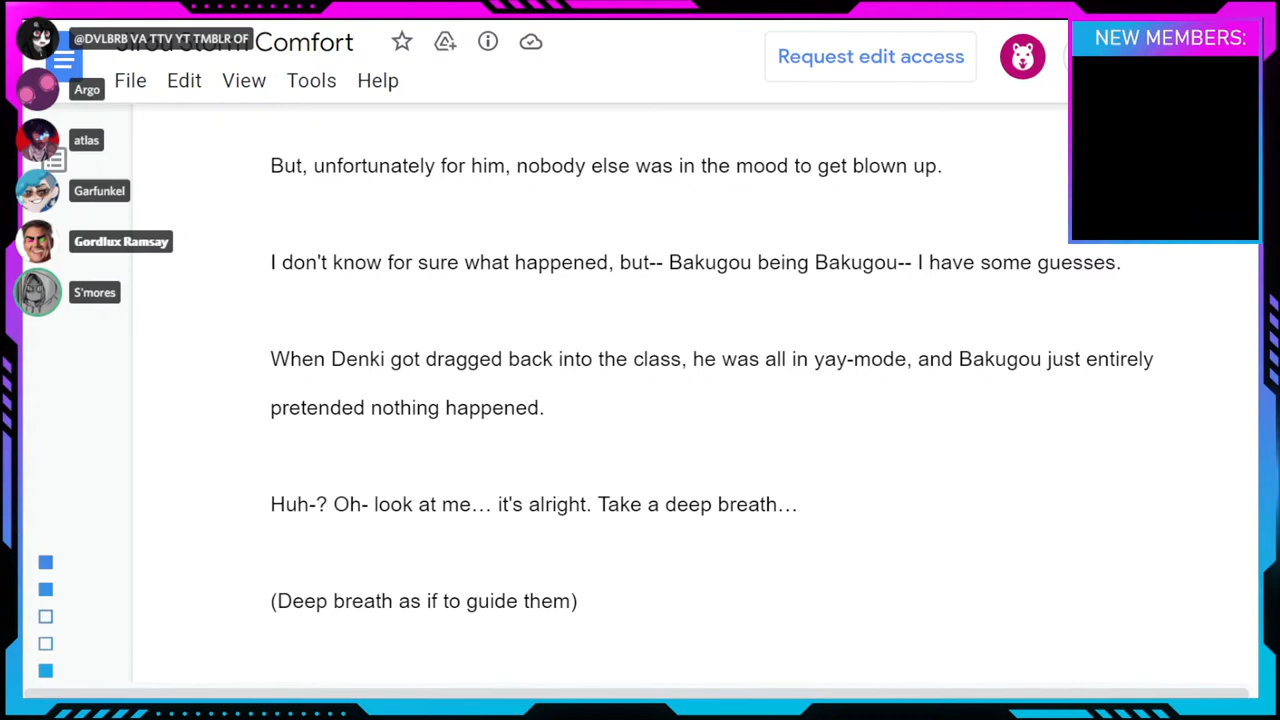 @DVLBRB VA TTV YT TMBLR OF
Comfort
Request edit access
NEW MEMBERS:
File Edit View Tools Help
Argo
atlas
Garfunkel
Gordlux Ramsay
S'mores
But, unfortunately for him, nobody else was in the mood to get blown up.
I don't know for sure what happened, but-- Bakugou being Bakugou-- I have some guesses.
When Denki got dragged back into the class, he was all in yay-mode, and Bakugou just entirely
pretended nothing happened.
Huh-? Oh- look at me… it's alright. Take a deep breath…
(Deep breath as if to guide them)